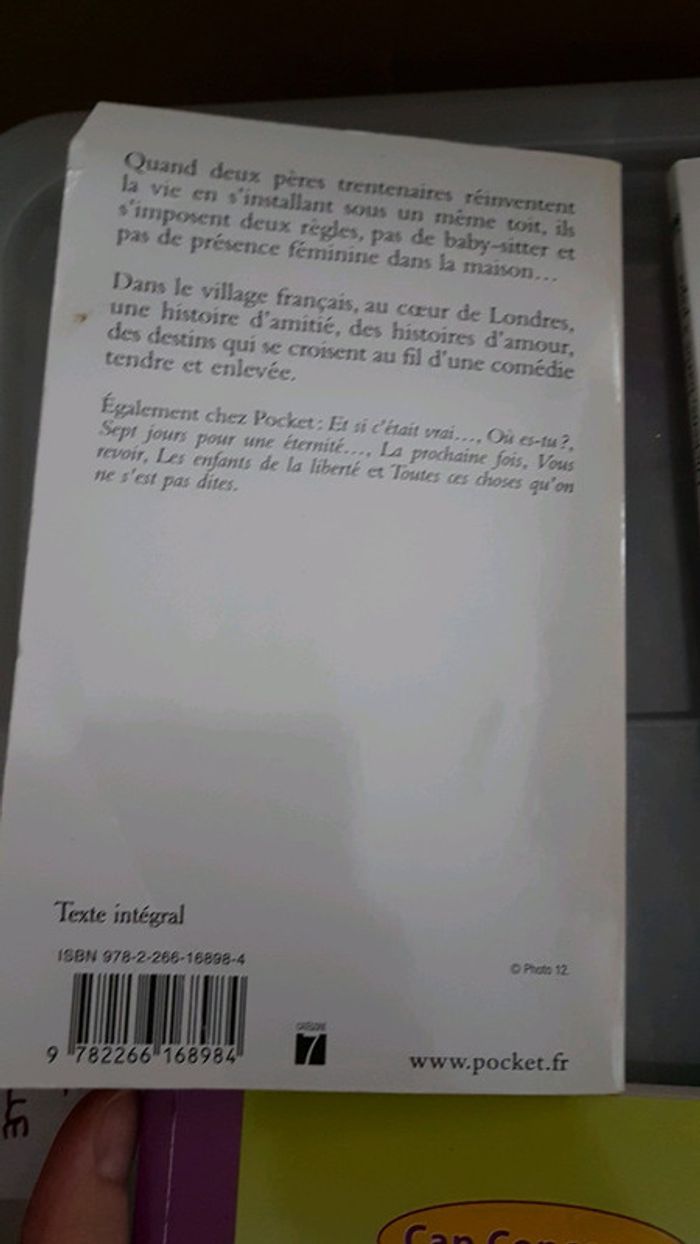 Quand deux pères trentenaires réinventent
la vie en s'installant sous un même toit, ils
s'imposent deux règles, pas de baby-sitter et
pas de présence féminine dans la maison...
Dans le village français, au cœur de Londres,
une histoire d'amitié, des histoires d'amour,
des destins qui se croisent au fil d'une comédie
tendre et enlevée.
Également chez Pocket : Et si c'était vrai..., Où es-tu ?,
Sept jours pour une éternité..., La prochaine fois, Vous
revoir, Les enfants de la liberté et Toutes ces choses qu'on
ne s'est pas dites.
Texte intégral
ISBN 978-2-266-16898-4
© Photo 12.
9 782266 168984
CATÉGORIE
7
www.pocket.fr
Can